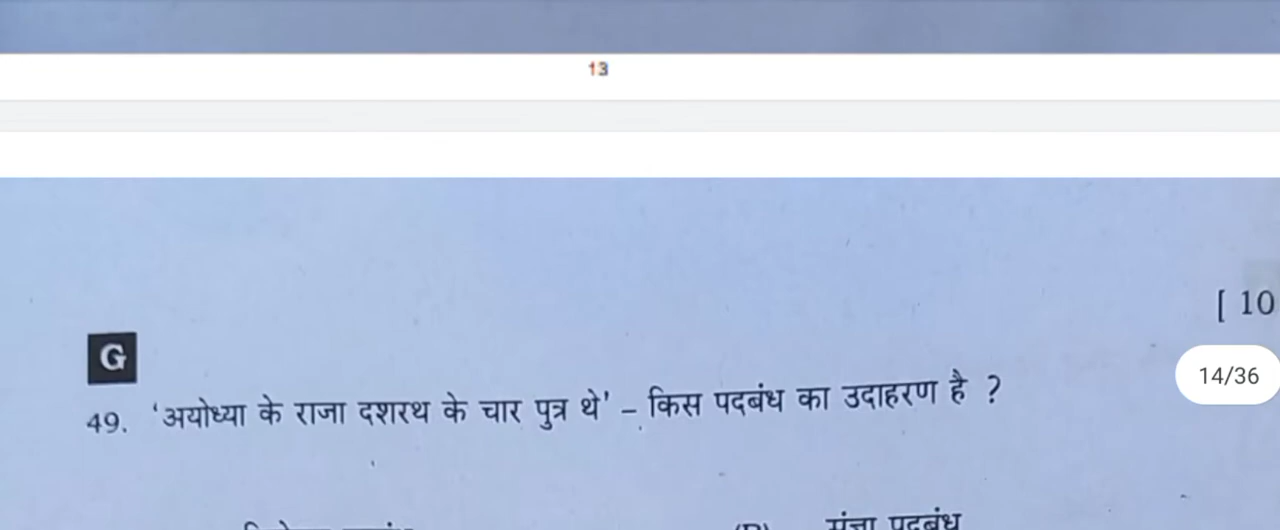 13
[ 10
G
14/36
49. 'अयोध्या के राजा दशरथ के चार पुत्र थे' – किस पदबंध का उदाहरण है ?
संज्ञा पदबंध